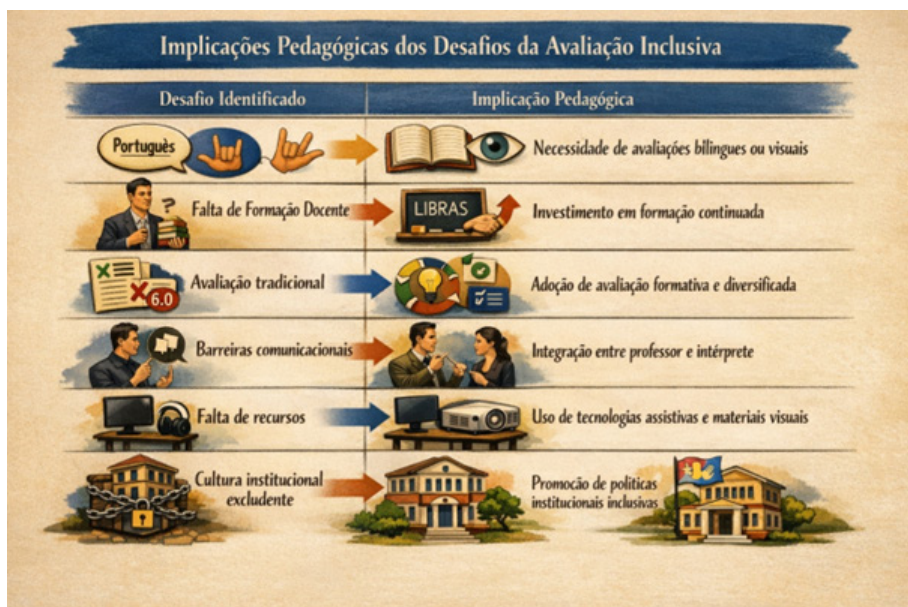 Implicações Pedagógicas dos Desafios da Avaliação Inclusiva
Desafio Identificado
Implicação Pedagógica
Português
Necessidade de avaliações bilíngues ou visuais
?
Falta de Formação Docente
LIBRAS
Investimento em formação continuada
6.0
Avaliação tradicional
Adoção de avaliação formativa e diversificada
Barreiras comunicacionais
Integração entre professor e intérprete
Falta de recursos
Uso de tecnologias assistivas e materiais visuais
Cultura institucional
excludente
Promoção de políticas
institucionais inclusivas